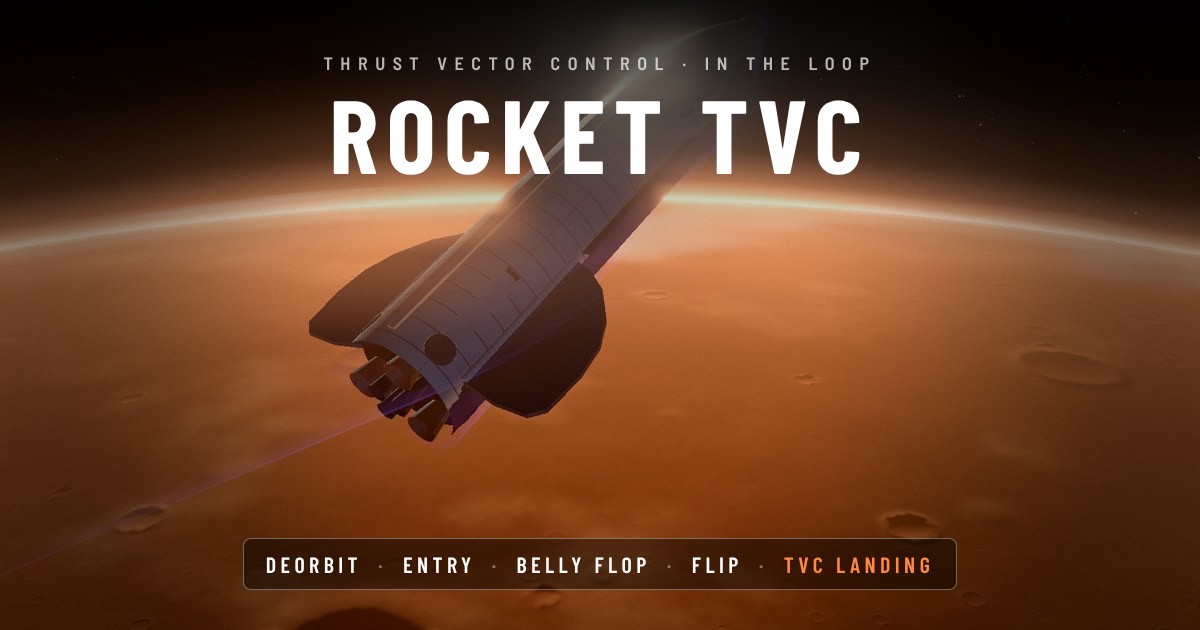 THRUST VECTOR CONTROL · IN THE LOOP
ROCKET TVC
DEORBIT · ENTRY · BELLY FLOP · FLIP · TVC LANDING